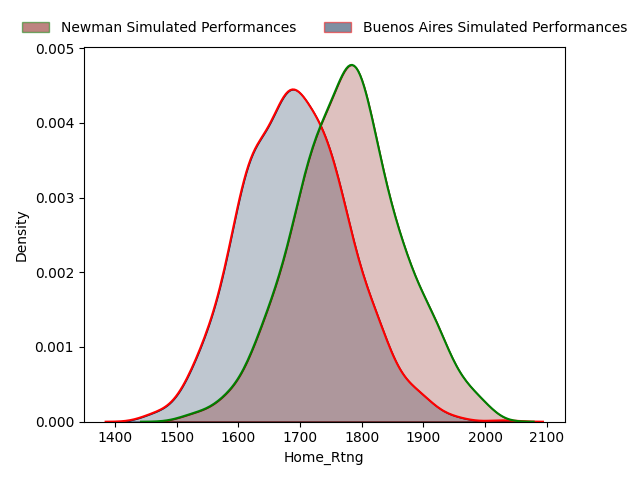 Newman Simulated Performances
Buenos Aires Simulated Performances
0.005
0.004
0.003
0.002
0.001
0.000
Density
1400 1500 1600 1700 1800 1900 2000 2100
Home_Rtng